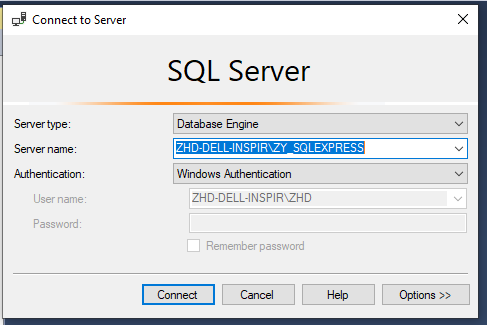 Connect to Server
SQL Server
Server type: Database Engine
Server name: ZHD-DELL-INSPIR\ZY_SQLEXPRESS
Authentication: Windows Authentication
User name: ZHD-DELL-INSPIR\ZHD
Password:
Remember password
Connect Cancel Help Options >>